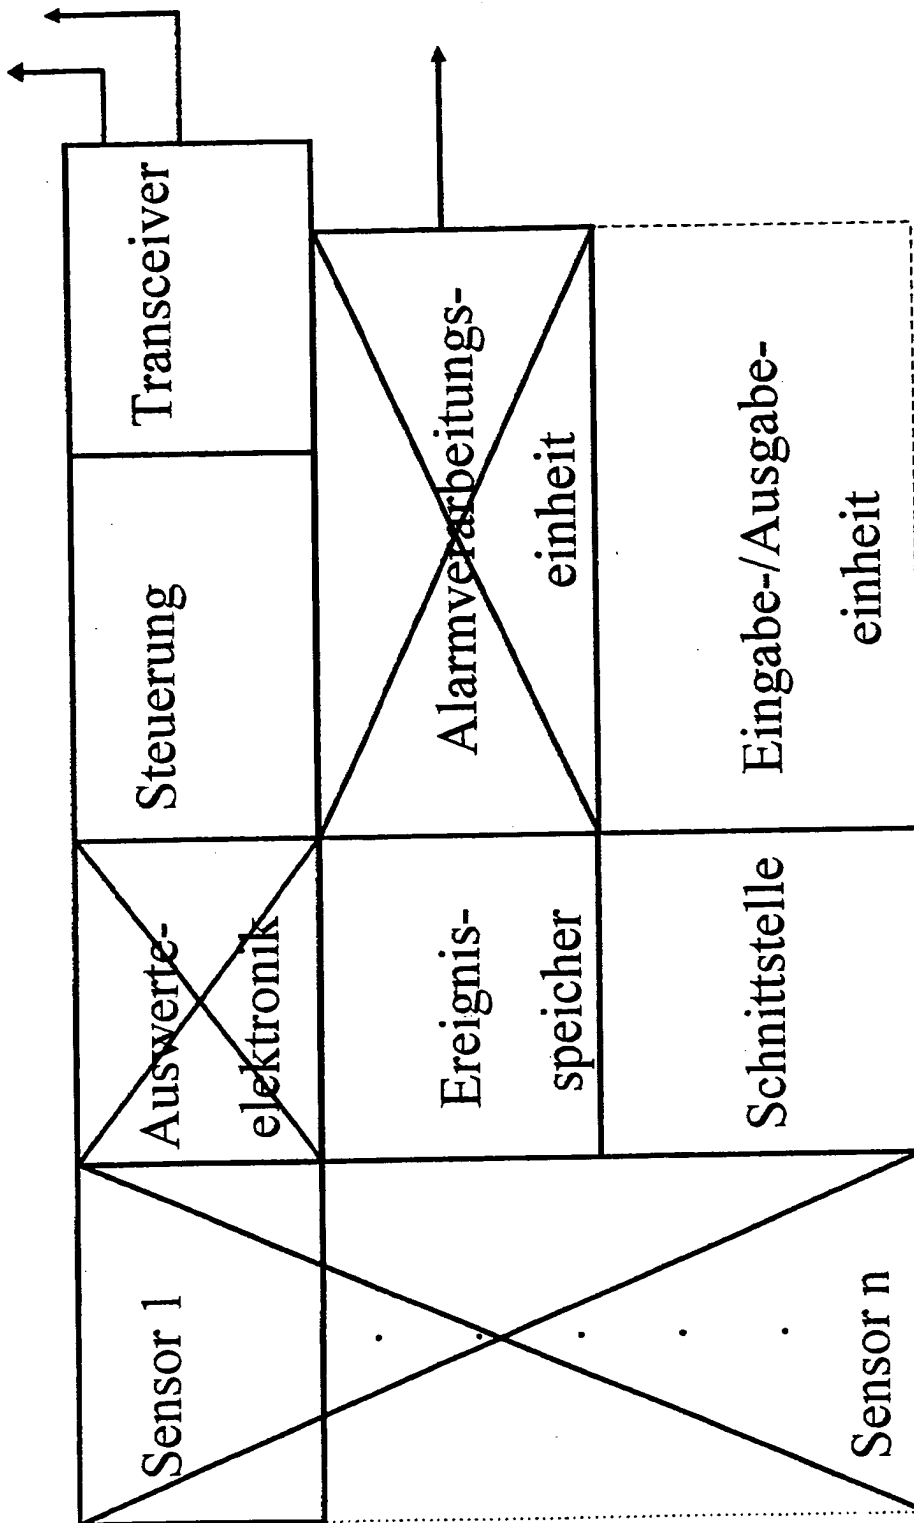 Sensor 1
Auswerte-
elektronik
Steuerung
Transceiver
Ereignis-
speicher
Alarmverarbeitungs-
einheit
Sensor n
Schnittstelle
Eingabe-/Ausgabe-
einheit